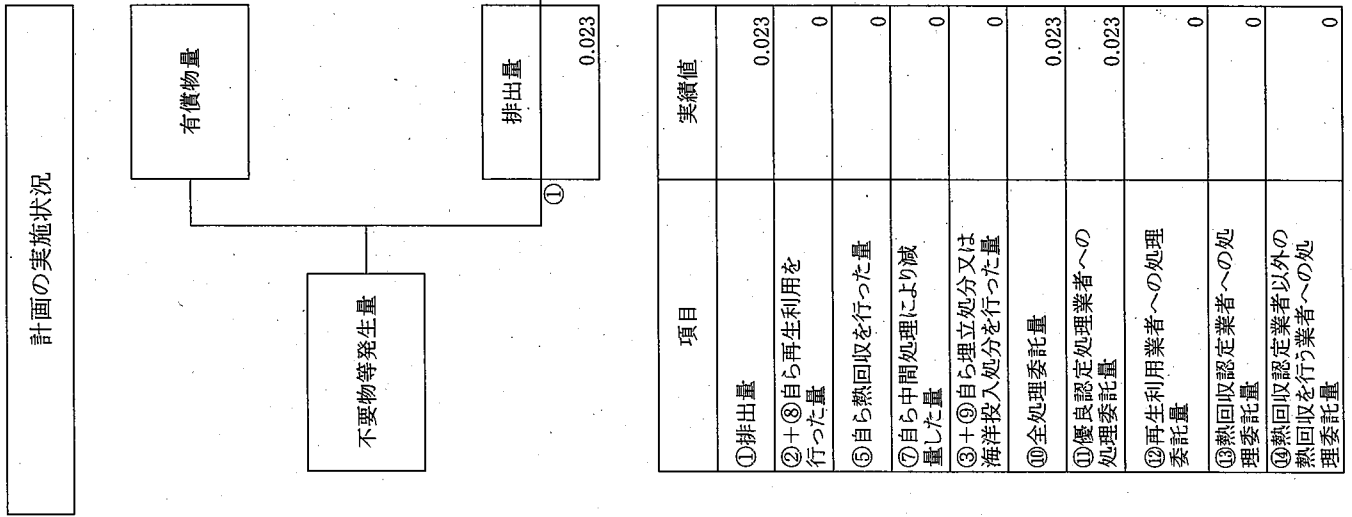 計画の実施状況
不要物等発生量
有償物量
排出量
①
0.023
項目
実績値
①排出量
0.023
②+⑧自ら再生利用を
行った量
0
⑤自ら熱回収を行った量
0
⑦自ら中間処理により減
量した量
0
③+⑨自ら埋立処分又は
海洋投入処分を行った量
0
⑩全処理委託量
0.023
⑪優良認定処理業者への
処理委託量
0.023
⑫再生利用業者への処理
委託量
0
⑬熱回収認定業者への処
理委託量
0
⑭熱回収認定業者以外の
熱回収を行う業者への処
理委託量
0